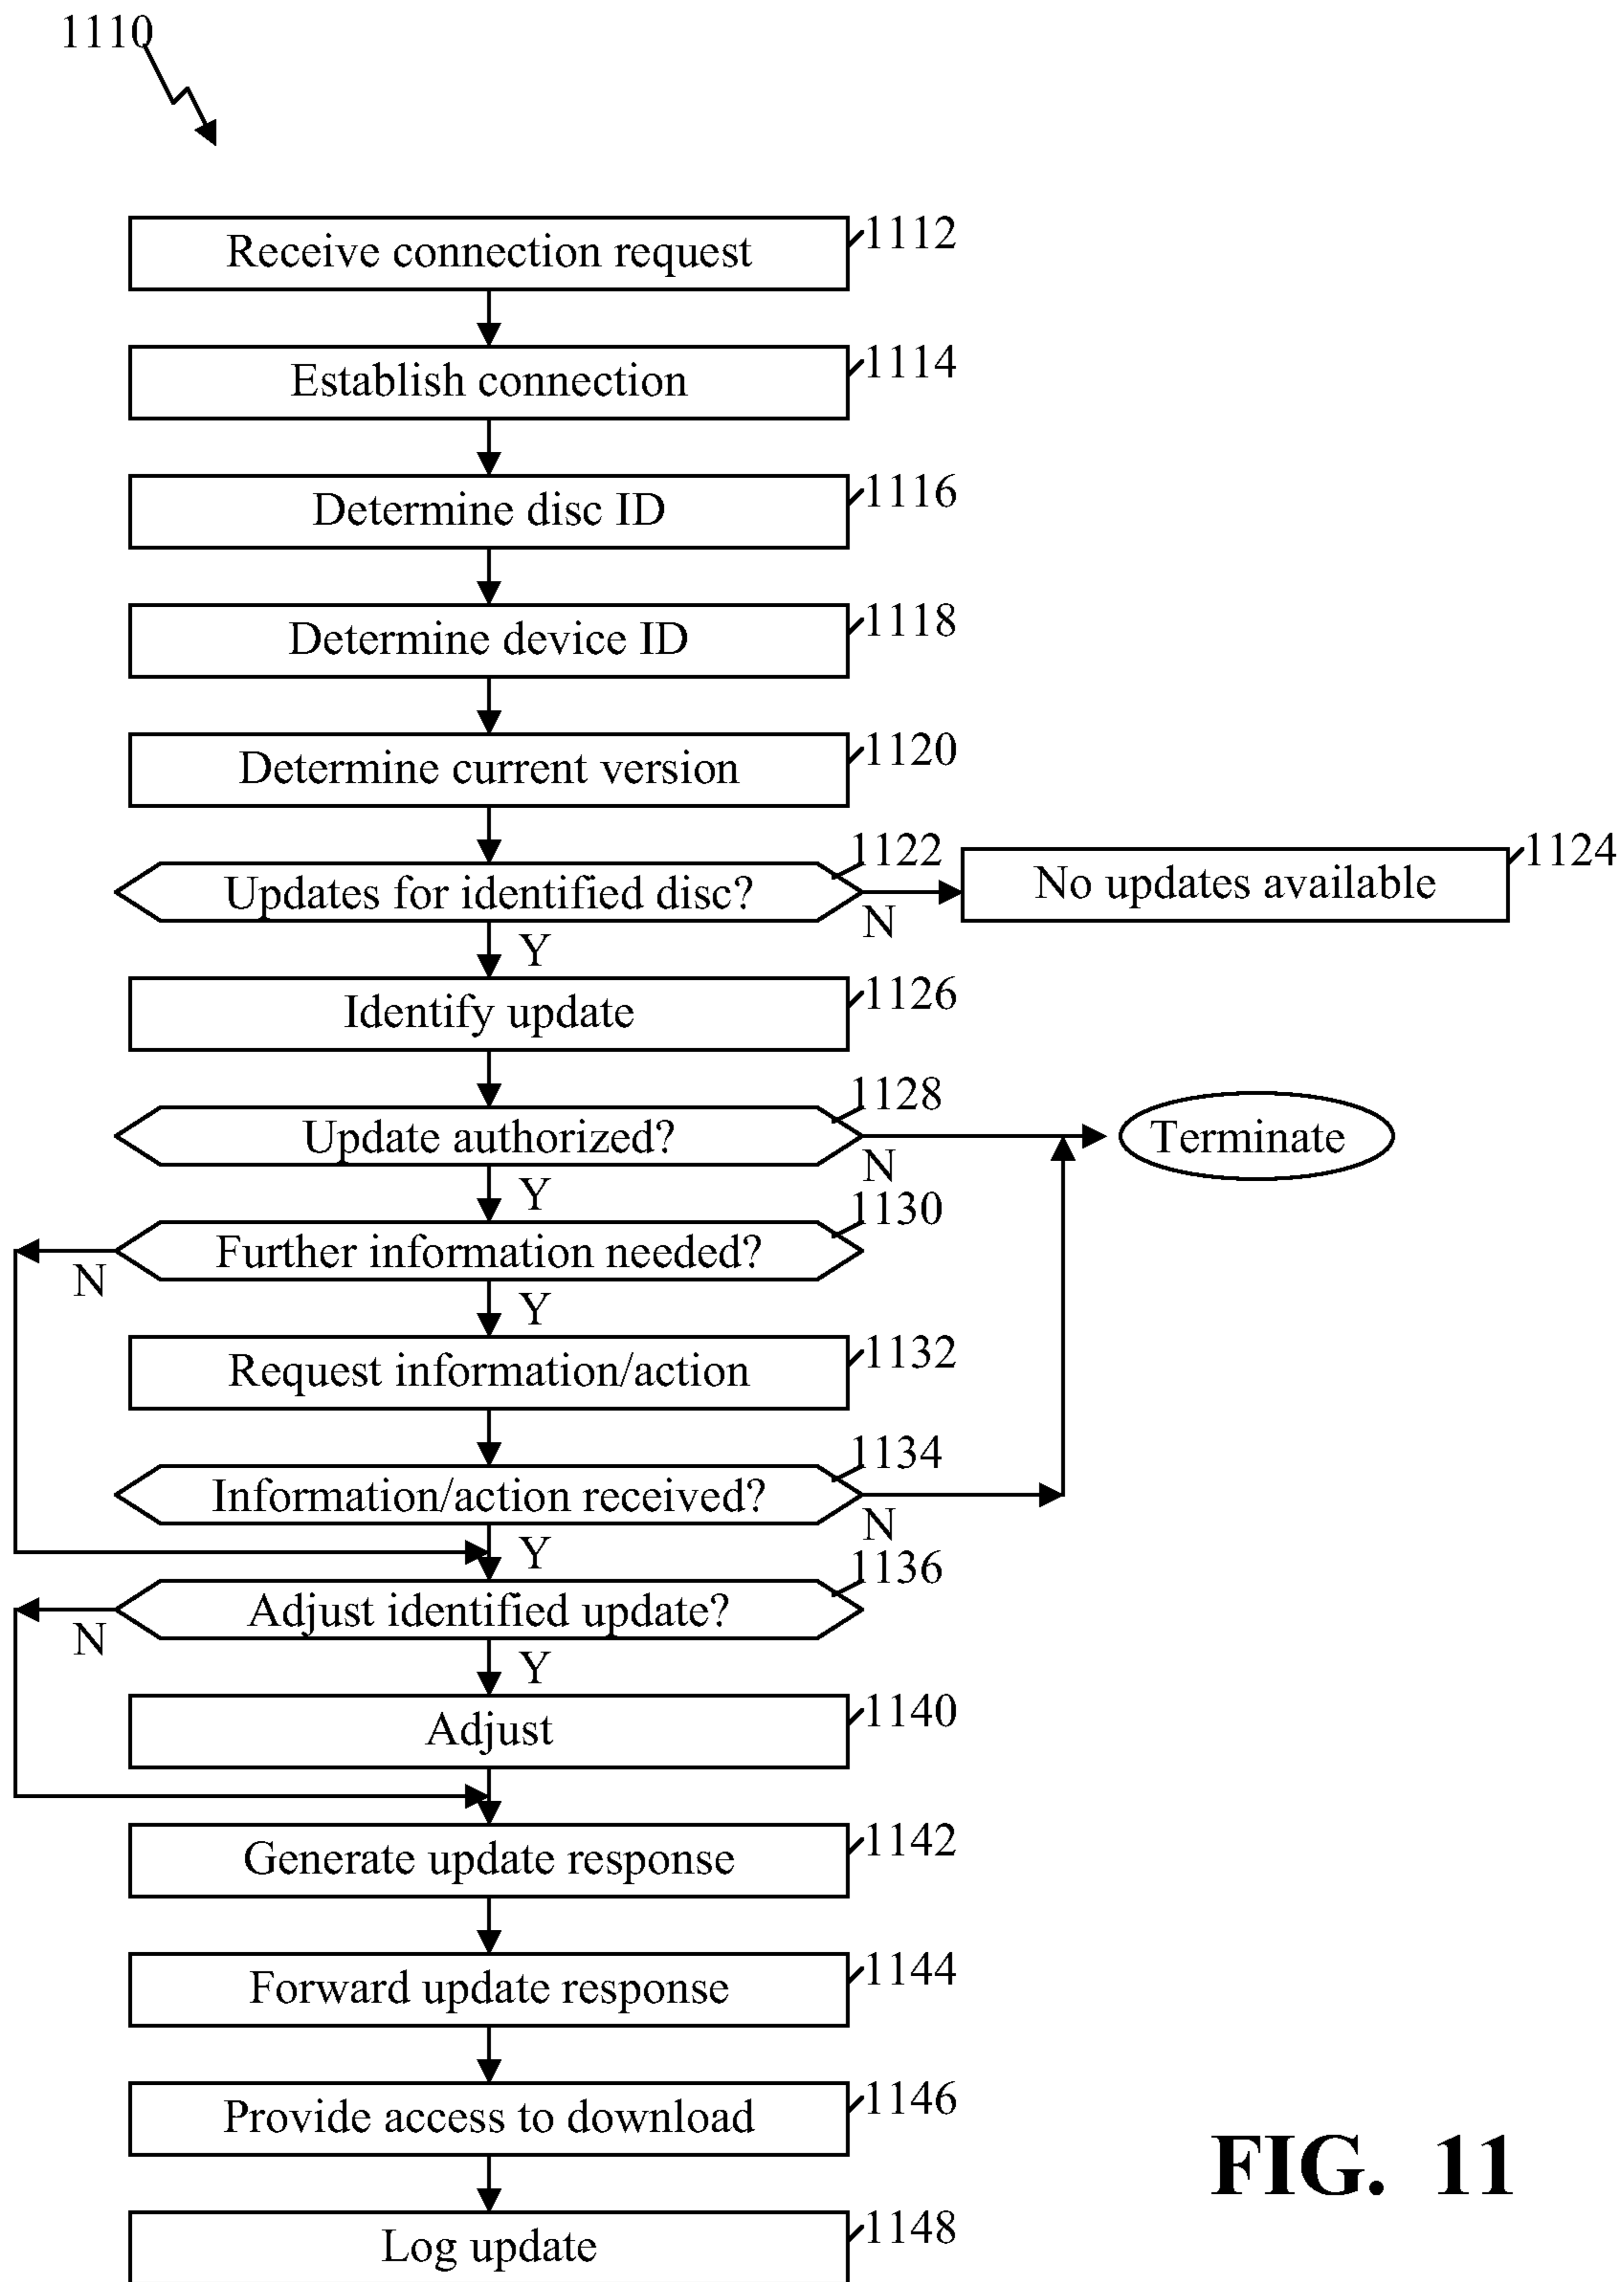 1110
Receive connection request 1112
Establish connection 1114
Determine disc ID 1116
Determine device ID 1118
Determine current version 1120
Updates for identified disc? 1122
N
No updates available 1124
Y
Identify update 1126
Update authorized? 1128
N
Terminate
Y
Further information needed? 1130
N
Y
Request information/action 1132
Information/action received? 1134
N
Y
Adjust identified update? 1136
N
Y
Adjust 1140
Generate update response 1142
Forward update response 1144
Provide access to download 1146
Log update 1148
FIG. 11